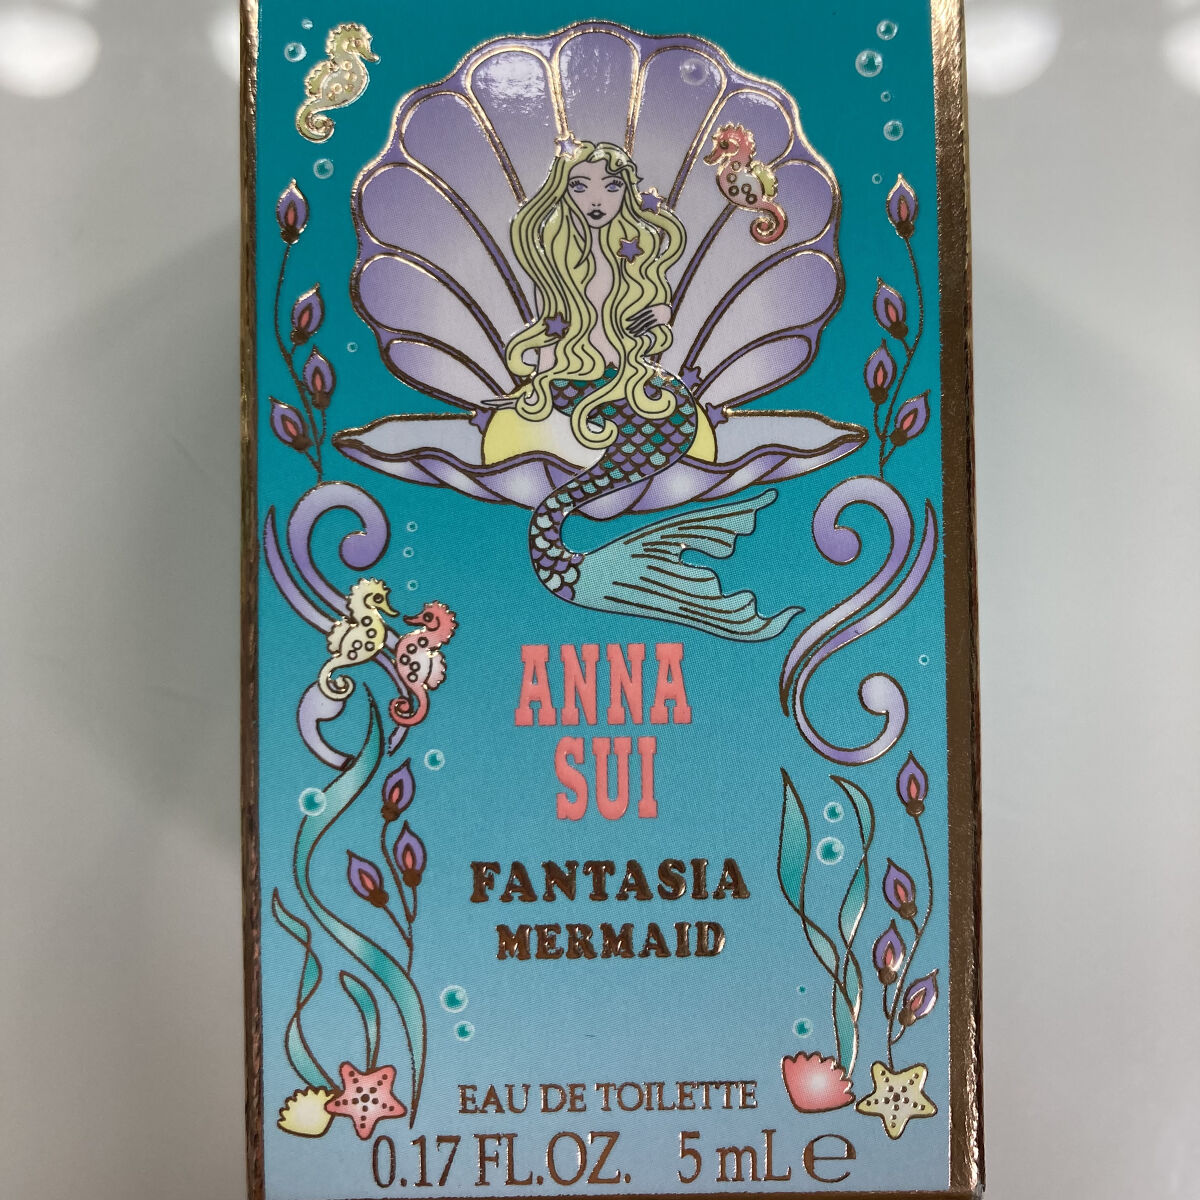 ANNA
SUI
FANTASIA
MERMAID
EAU DE TOILETTE
0.17 FL.OZ. 5 mL ℮